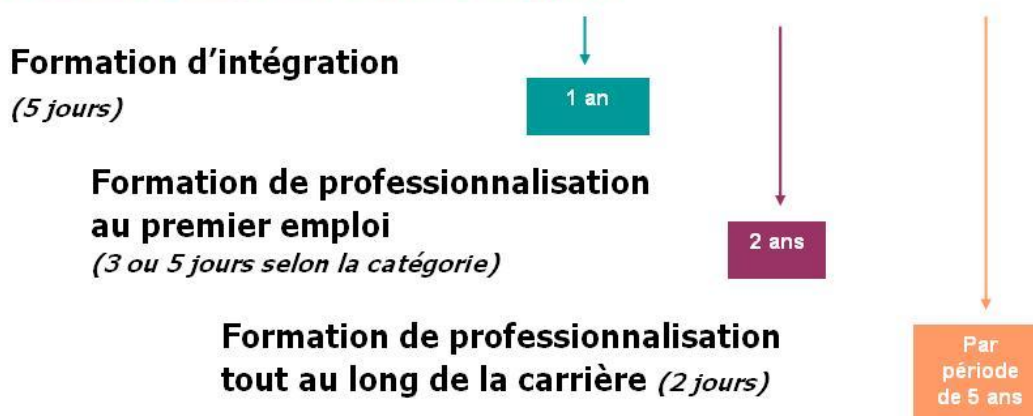 Formation d'intégration
(5 jours)
1 an
Formation de professionnalisation
au premier emploi
(3 ou 5 jours selon la catégorie)
2 ans
Formation de professionnalisation
tout au long de la carrière (2 jours)
Par
période
de 5 ans